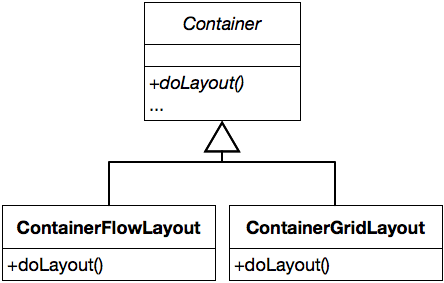 Container
+doLayout()
...
ContainerFlowLayout
+doLayout()
ContainerGridLayout
+doLayout()